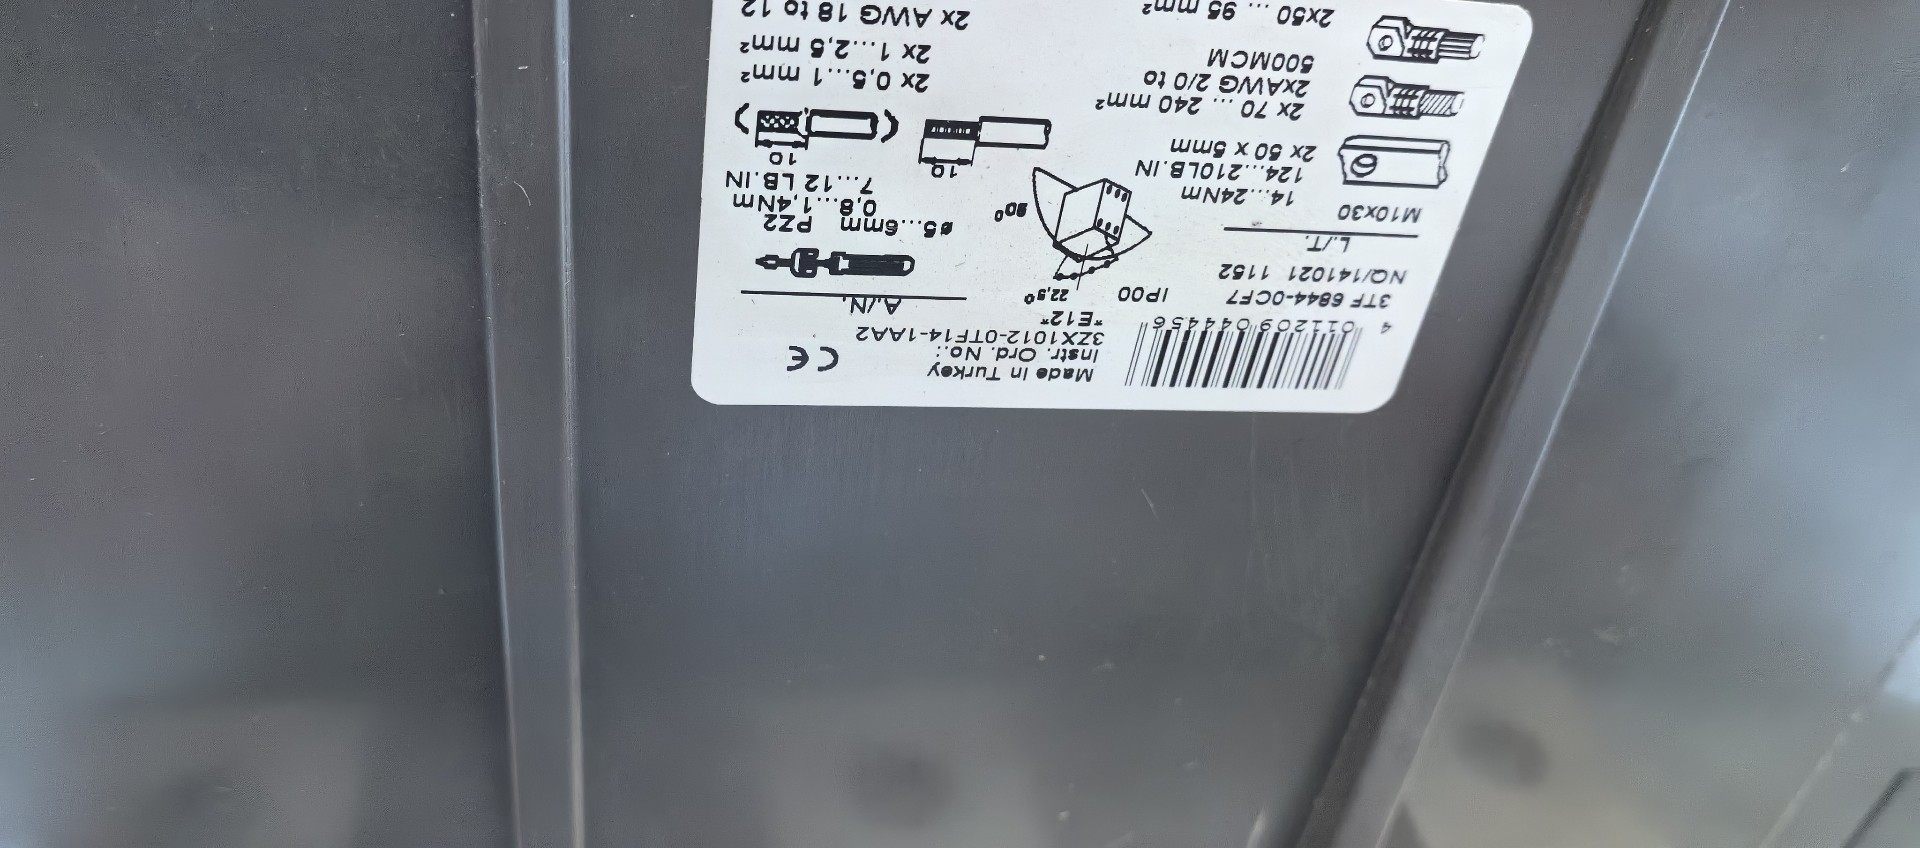 Made in Turkey
Instr. Ord. No.:
3ZX1012-0TF14-1AA2
*E12*
CE
4 011209 044456
3TF 6844-0CF7
IP00
22,5°
NQ/141021 1152
L./T.
M10x30
14...24Nm
124...210LB.IN
2x 50 x 5mm
2x 70 ... 240 mm²
2xAWG 2/0 to
500MCM
2x50 ... 95 mm²
90°
A./N.
ø5...6mm PZ2
0,8...1,4Nm
7...12 LB.IN
10
10
2x 0,5...1 mm²
2x 1...2,5 mm²
2x AWG 18 to 12